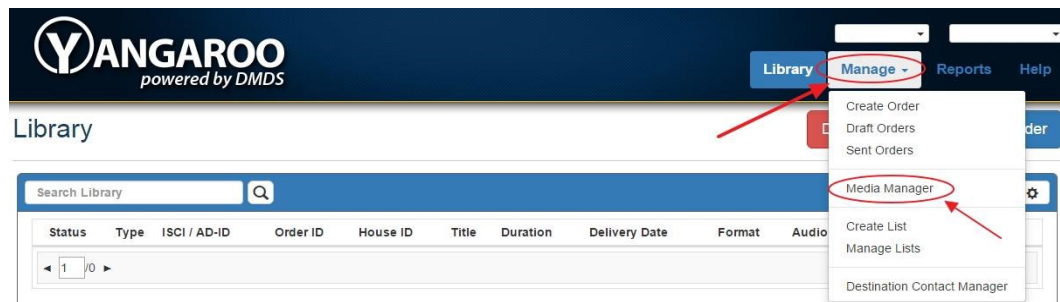 YANGAROO
powered by DMDS
Library Manage Reports Help
Create Order
Draft Orders
Sent Orders
Media Manager
Create List
Manage Lists
Destination Contact Manager
Library
D
der
Search Library
Status Type ISCI / AD-ID Order ID House ID Title Duration Delivery Date Format Audio
1 /0